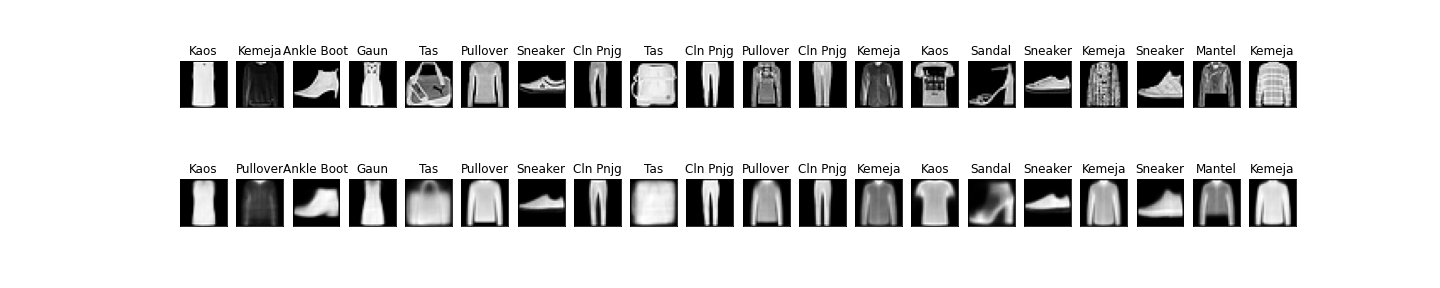 Kaos Kemeja Ankle Boot Gaun Tas Pullover Sneaker Cln Pnjg Tas Cln Pnjg Pullover Cln Pnjg Kemeja Kaos Sandal Sneaker Kemeja Sneaker Mantel Kemeja
Kaos Pullover Ankle Boot Gaun Tas Pullover Sneaker Cln Pnjg Tas Cln Pnjg Pullover Cln Pnjg Kemeja Kaos Sandal Sneaker Kemeja Sneaker Mantel Kemeja